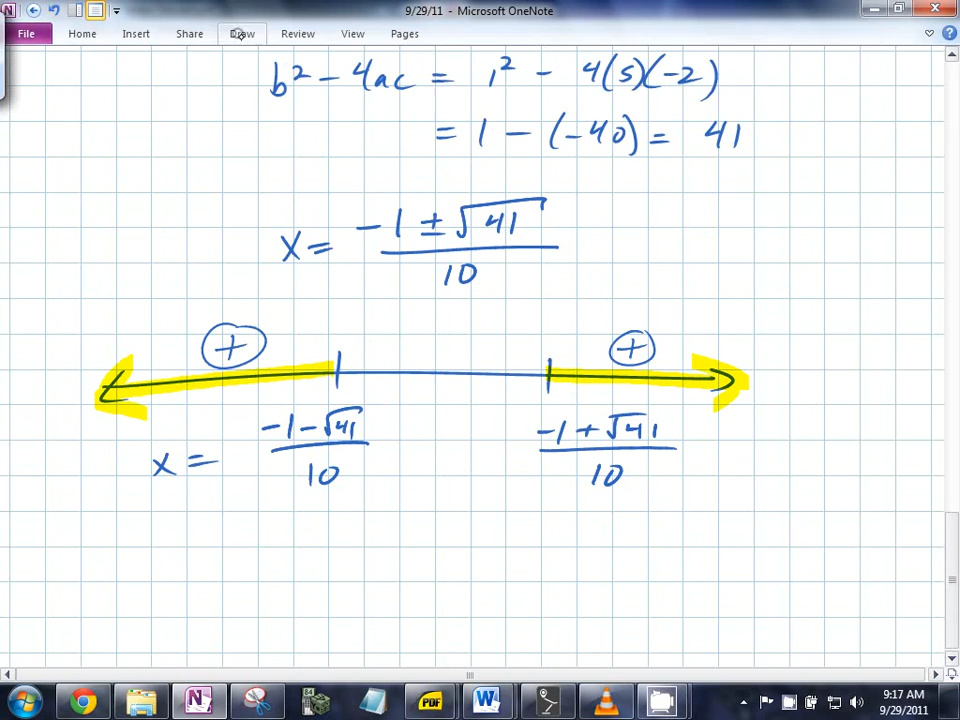 9/29/11 - Microsoft OneNote
File Home Insert Share Draw Review View Pages
b² - 4ac = 1² - 4(5)(-2)
= 1 - (-40) = 41
x = (-1 ± √41)/10
+ +
x = (-1 - √41)/10 (-1 + √41)/10
9:17 AM
9/29/2011